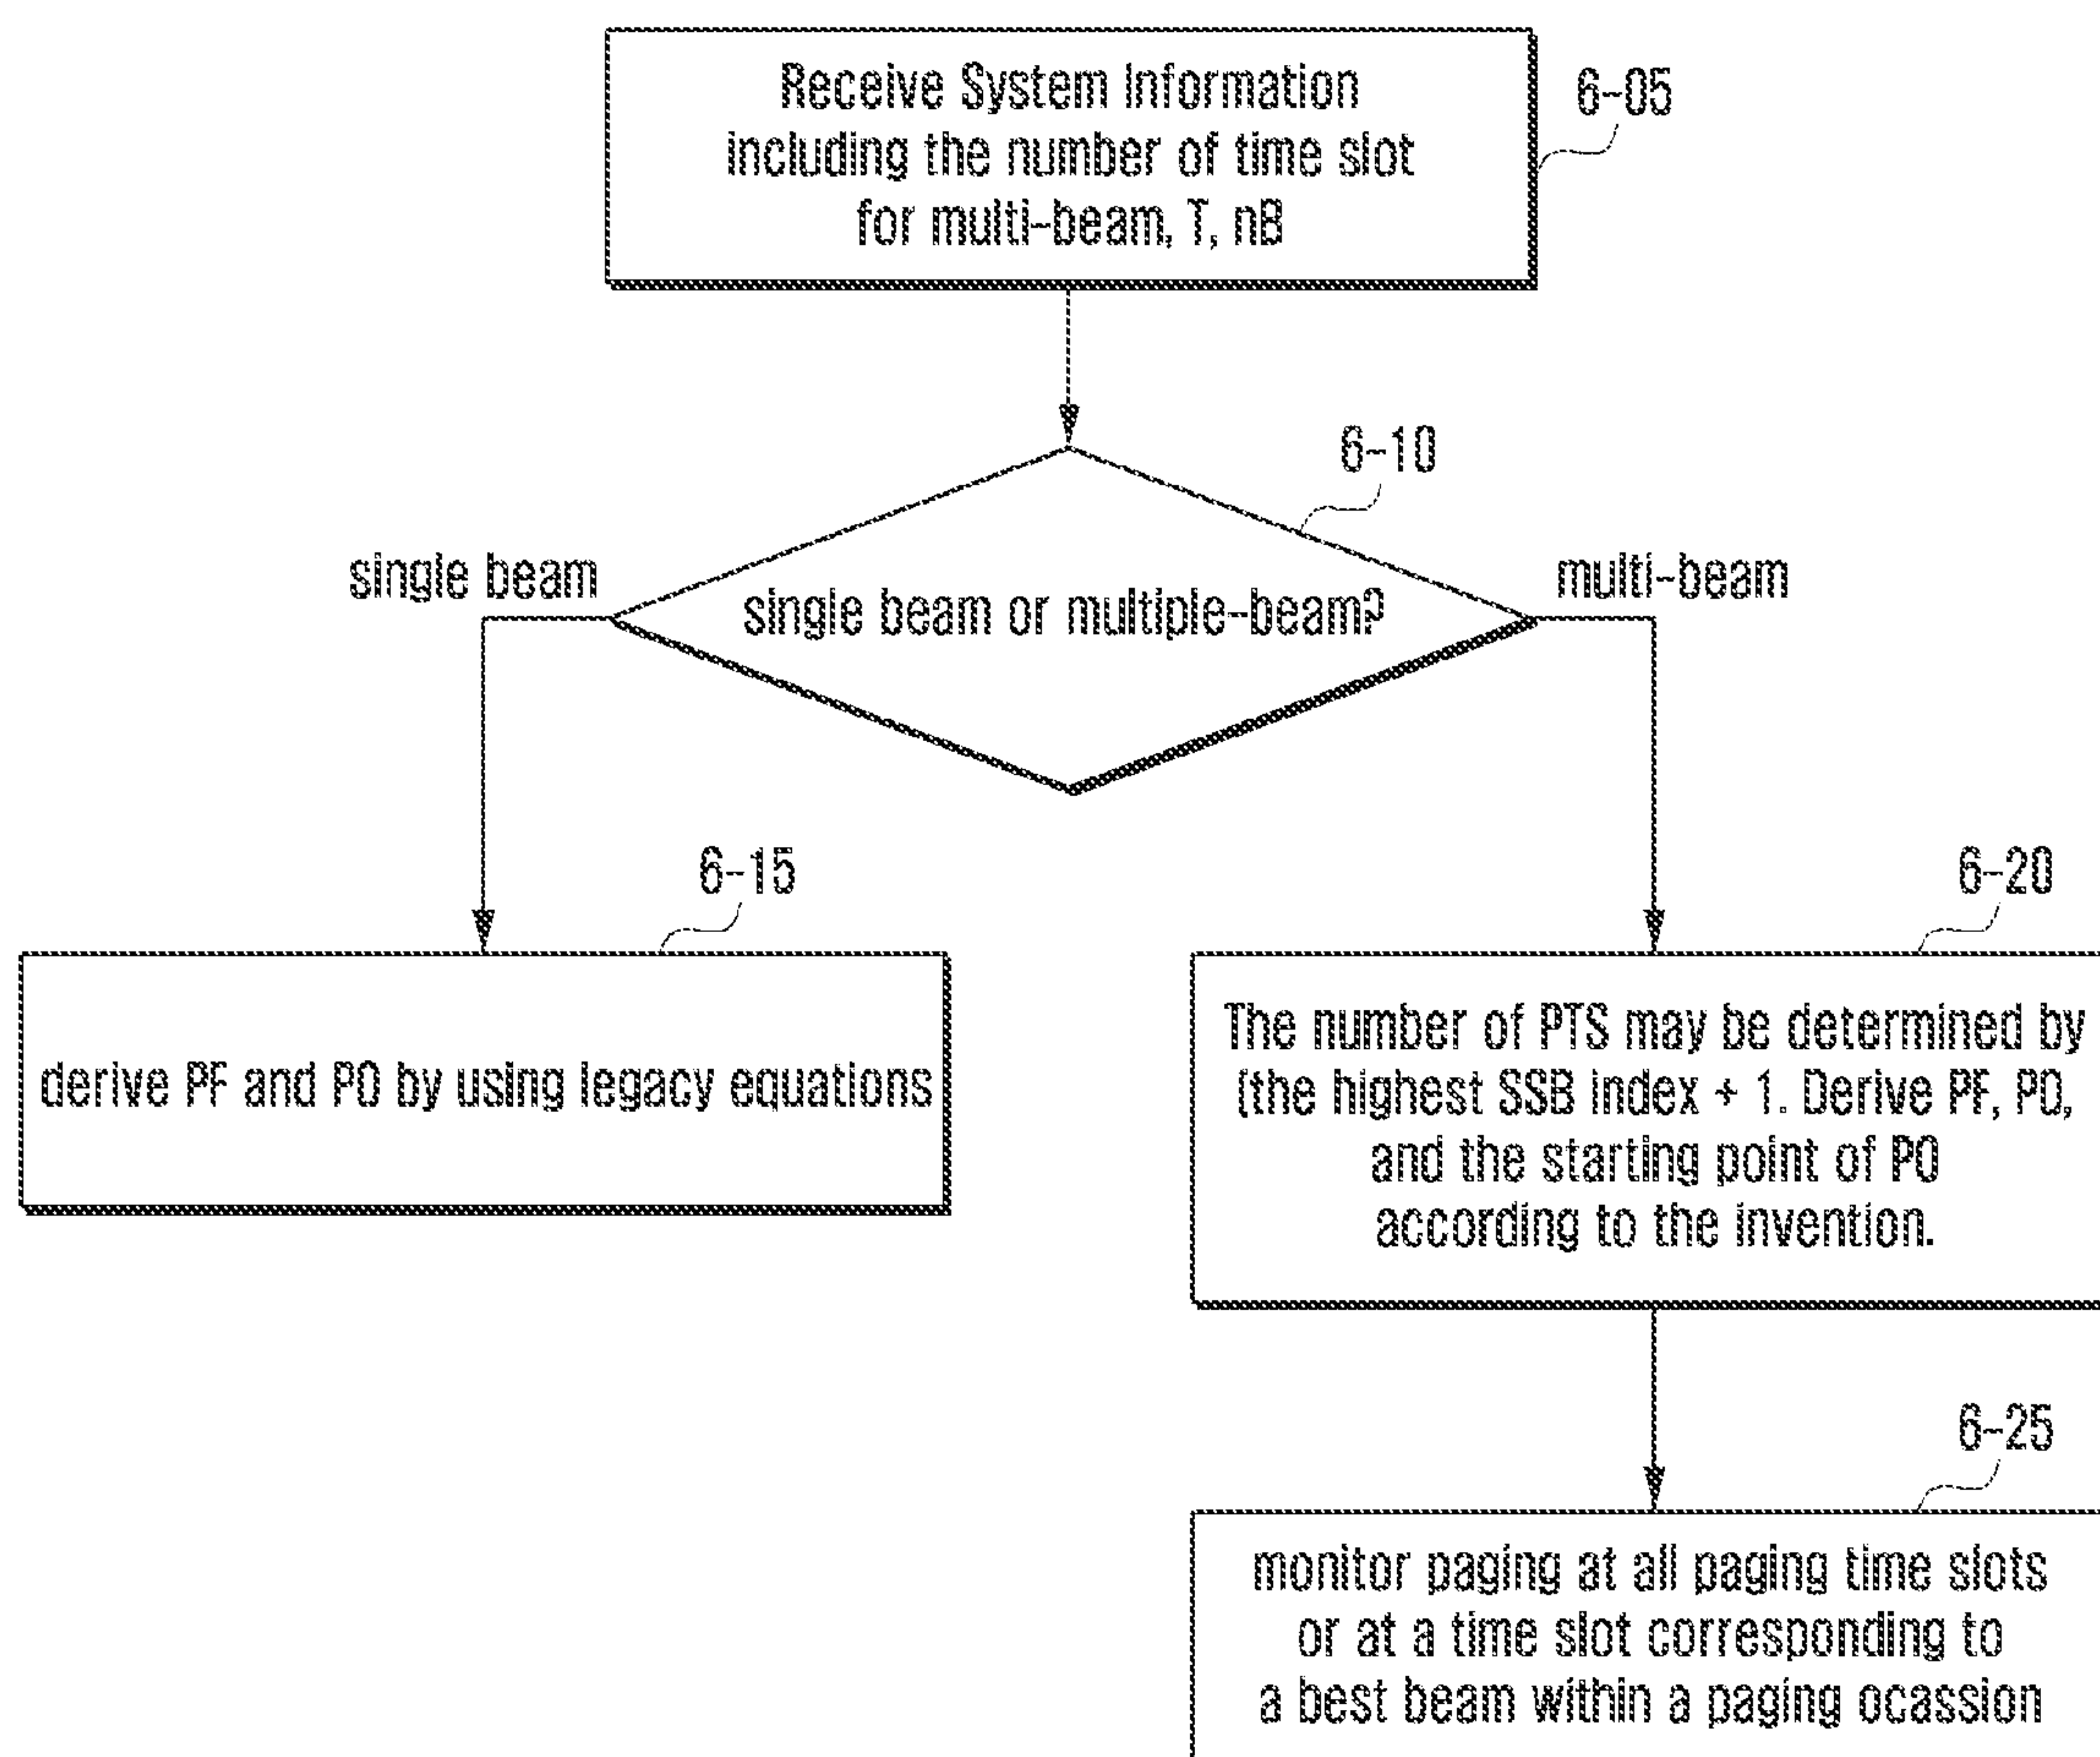 Receive System Information
including the number of time slot
for multi-beam, T, nB
6-05
6-10
single beam
single beam or multiple-beam?
multi-beam
6-15
derive PF and PO by using legacy equations
6-20
The number of PTS may be determined by
(the highest SSB index + 1. Derive PF, PO,
and the starting point of PO
according to the invention.
6-25
monitor paging at all paging time slots
or at a time slot corresponding to
a best beam within a paging ocassion